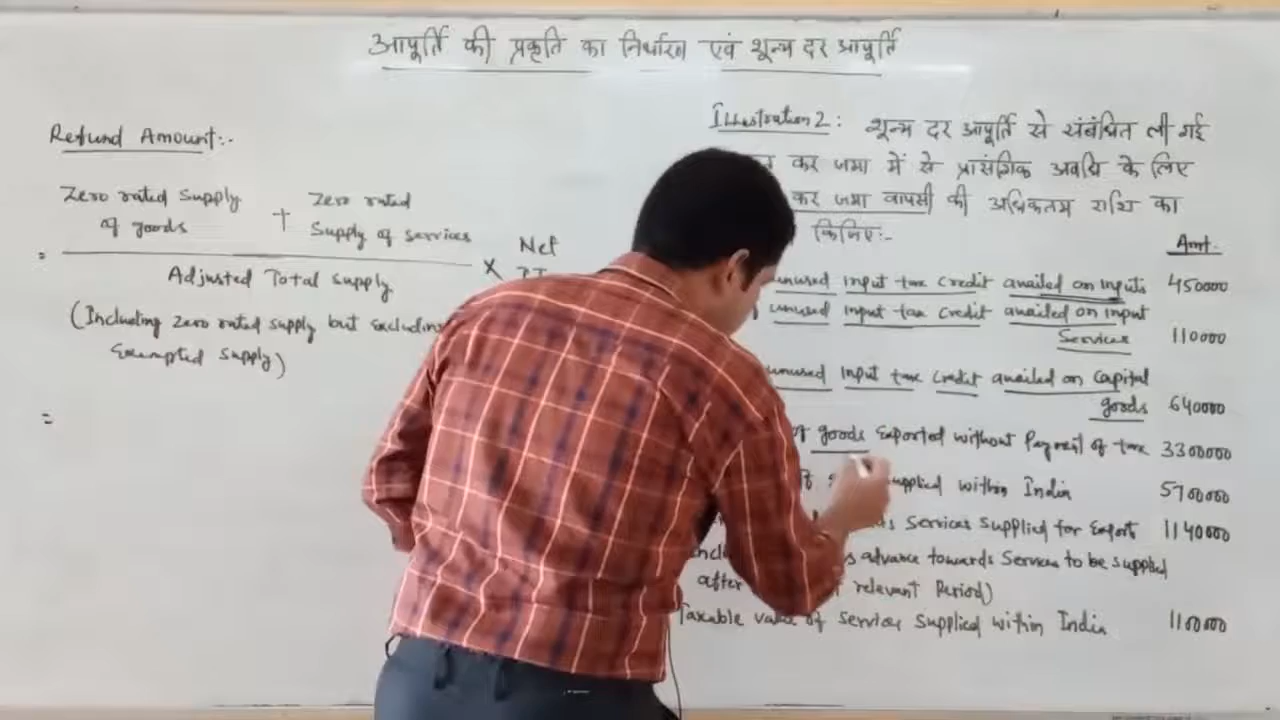 आपूर्ति की प्रकृति का निर्धारण एवं शून्य दर आपूर्ति
Refund Amount:-
Zero rated Supply of goods + Zero rated Supply of services
= Adjusted Total Supply × Net
(Including Zero rated supply but Excluding
Exempted Supply)
=
Illustration 2: शून्य दर आपूर्ति से संबंधित ली गई
कर जमा में से प्रासंगिक अवधि के लिए
कर जमा वापसी की अधिकतम राशि का
किजिए:-
Amt.
unused Input tax credit availed on Inputs 450000
unused input tax credit availed on input
Services 110000
unused Input tax credit availed on Capital
goods 640000
of goods Exported without Payment of tax 3300000
supplied within India 5700000
Services Supplied for Export 1140000
advance towards Services to be supplied
after relevant Period)
Taxable value of services supplied within India 1100000